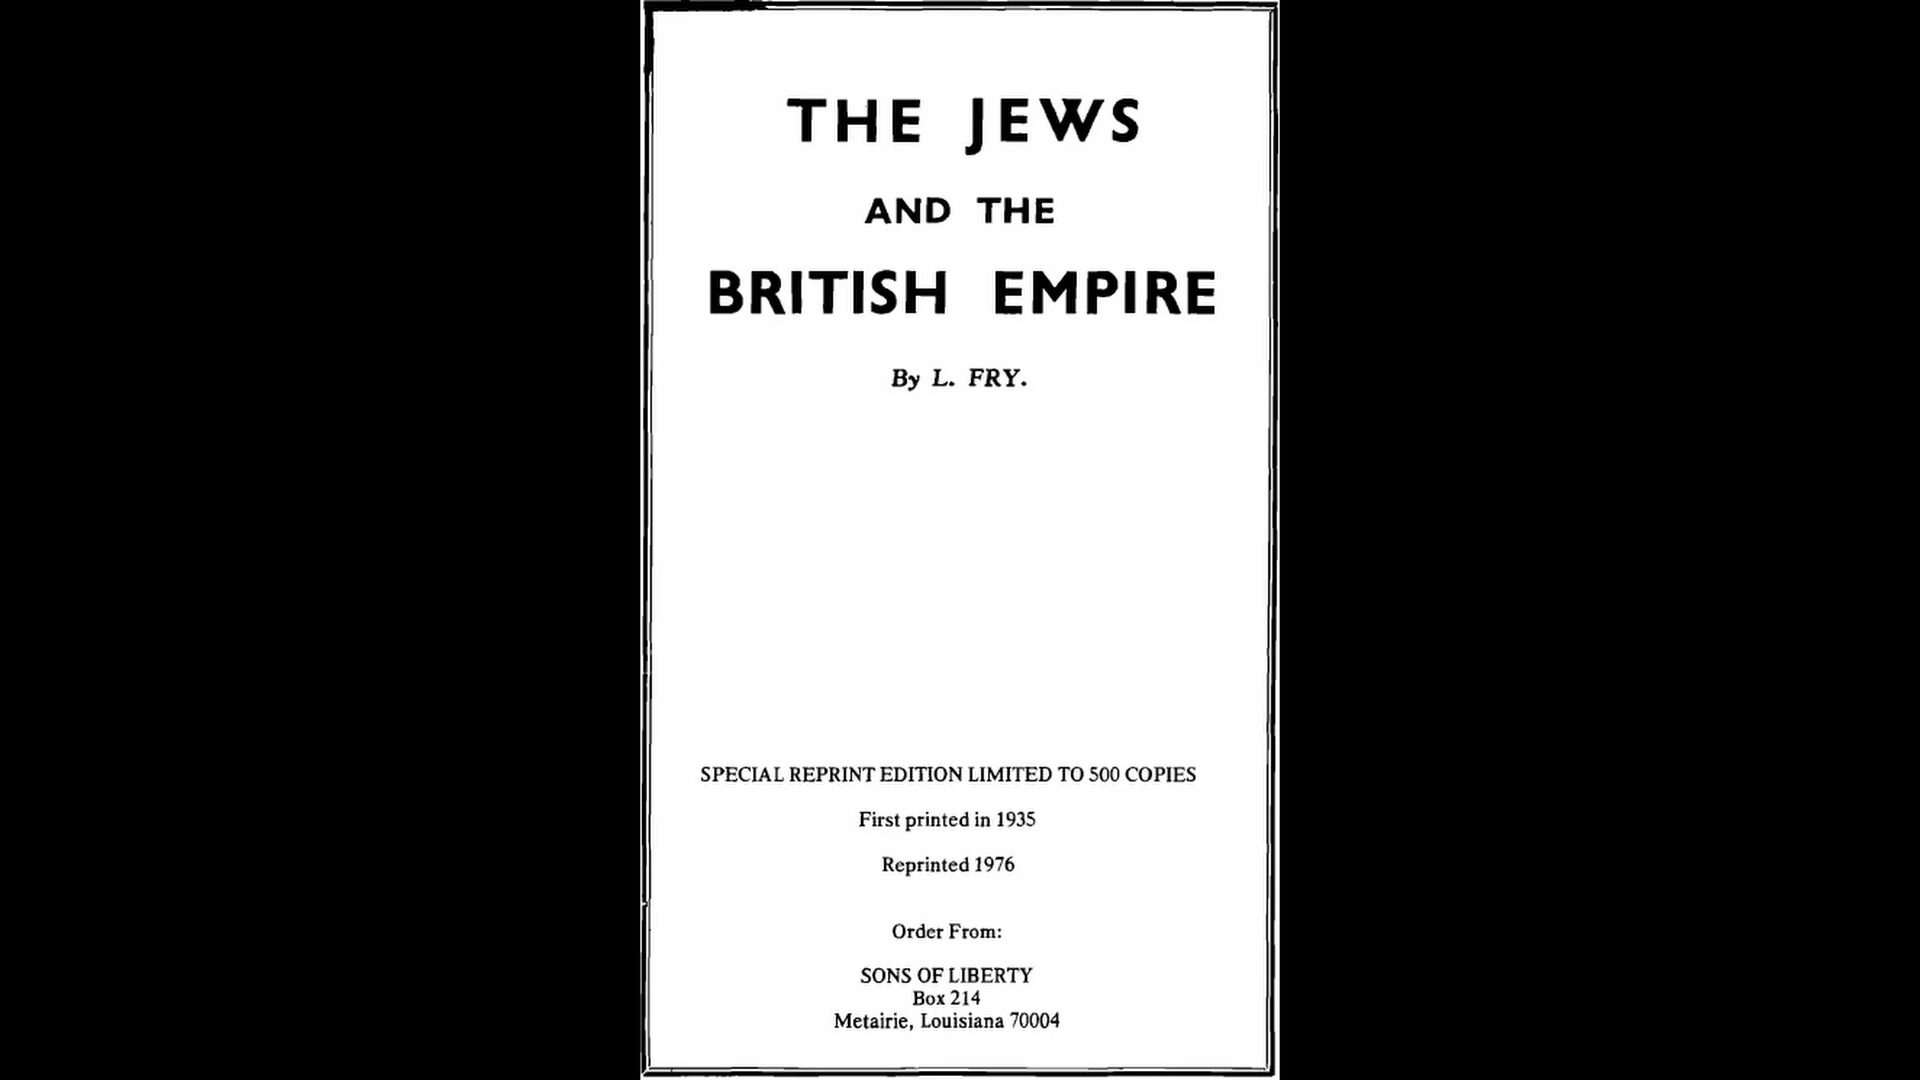 THE JEWS
AND THE
BRITISH EMPIRE
By L. FRY.
SPECIAL REPRINT EDITION LIMITED TO 500 COPIES
First printed in 1935
Reprinted 1976
Order From:
SONS OF LIBERTY
Box 214
Metairie, Louisiana 70004